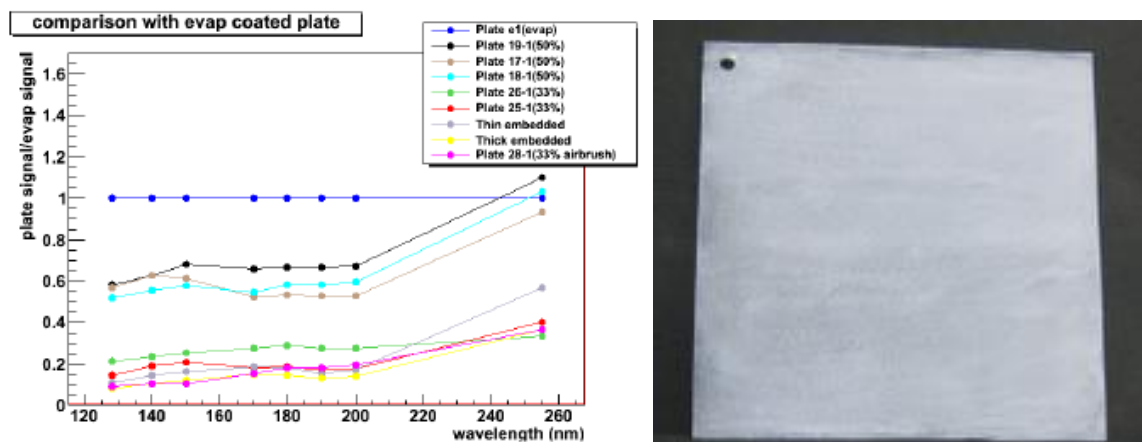 comparison with evap coated plate
Plate e1(evap)
Plate 19-1(50%)
Plate 17-1(50%)
Plate 18-1(50%)
Plate 26-1(33%)
Plate 25-1(33%)
Thin embedded
Thick embedded
Plate 28-1(33% airbrush)
plate signal/evap signal
1.6
1.4
1.2
1
0.8
0.6
0.4
0.2
0
120 140 160 180 200 220 240 260
wavelength (nm)